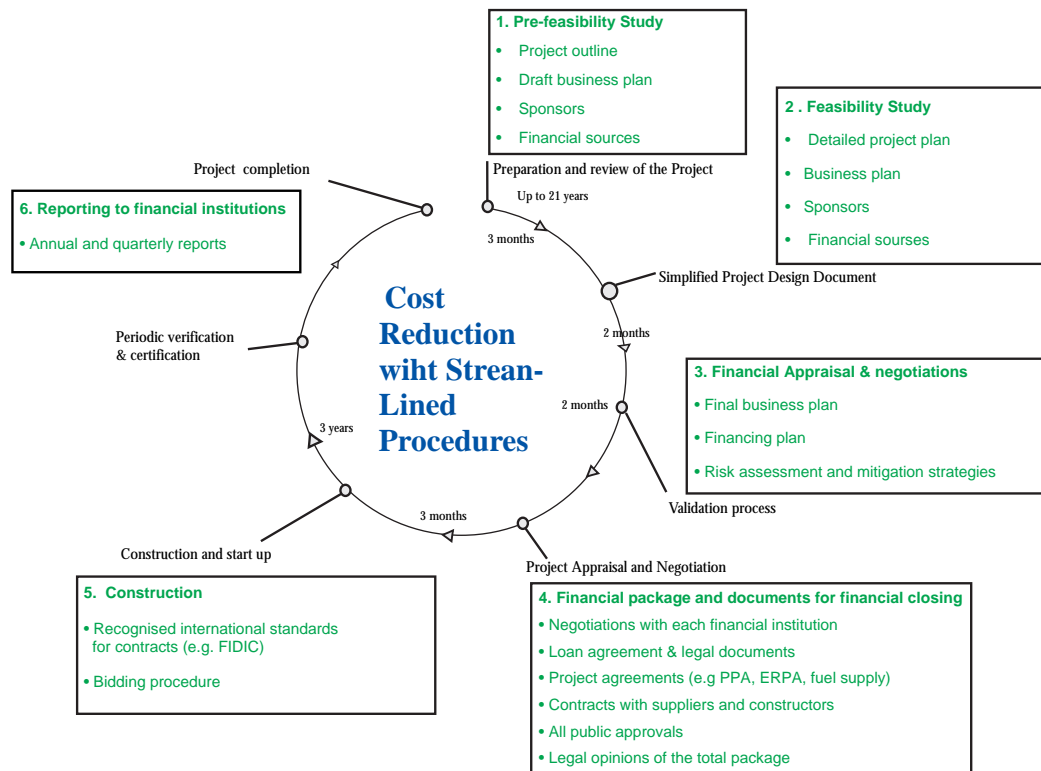 1. Pre-feasibility Study
• Project outline
• Draft business plan
• Sponsors
• Financial sources
2 . Feasibility Study
• Detailed project plan
• Business plan
• Sponsors
• Financial sourses
Project completion
Preparation and review of the Project
Up to 21 years
3 months
6. Reporting to financial institutions
• Annual and quarterly reports
Simplified Project Design Document
Cost
Reduction
wiht Strean-
Lined
Procedures
2 months
Periodic verification
& certification
3. Financial Appraisal & negotiations
• Final business plan
• Financing plan
• Risk assessment and mitigation strategies
2 months
3 years
Validation process
3 months
Construction and start up
Project Appraisal and Negotiation
5. Construction
• Recognised international standards
for contracts (e.g. FIDIC)
• Bidding procedure
4. Financial package and documents for financial closing
• Negotiations with each financial institution
• Loan agreement & legal documents
• Project agreements (e.g PPA, ERPA, fuel supply)
• Contracts with suppliers and constructors
• All public approvals
• Legal opinions of the total package